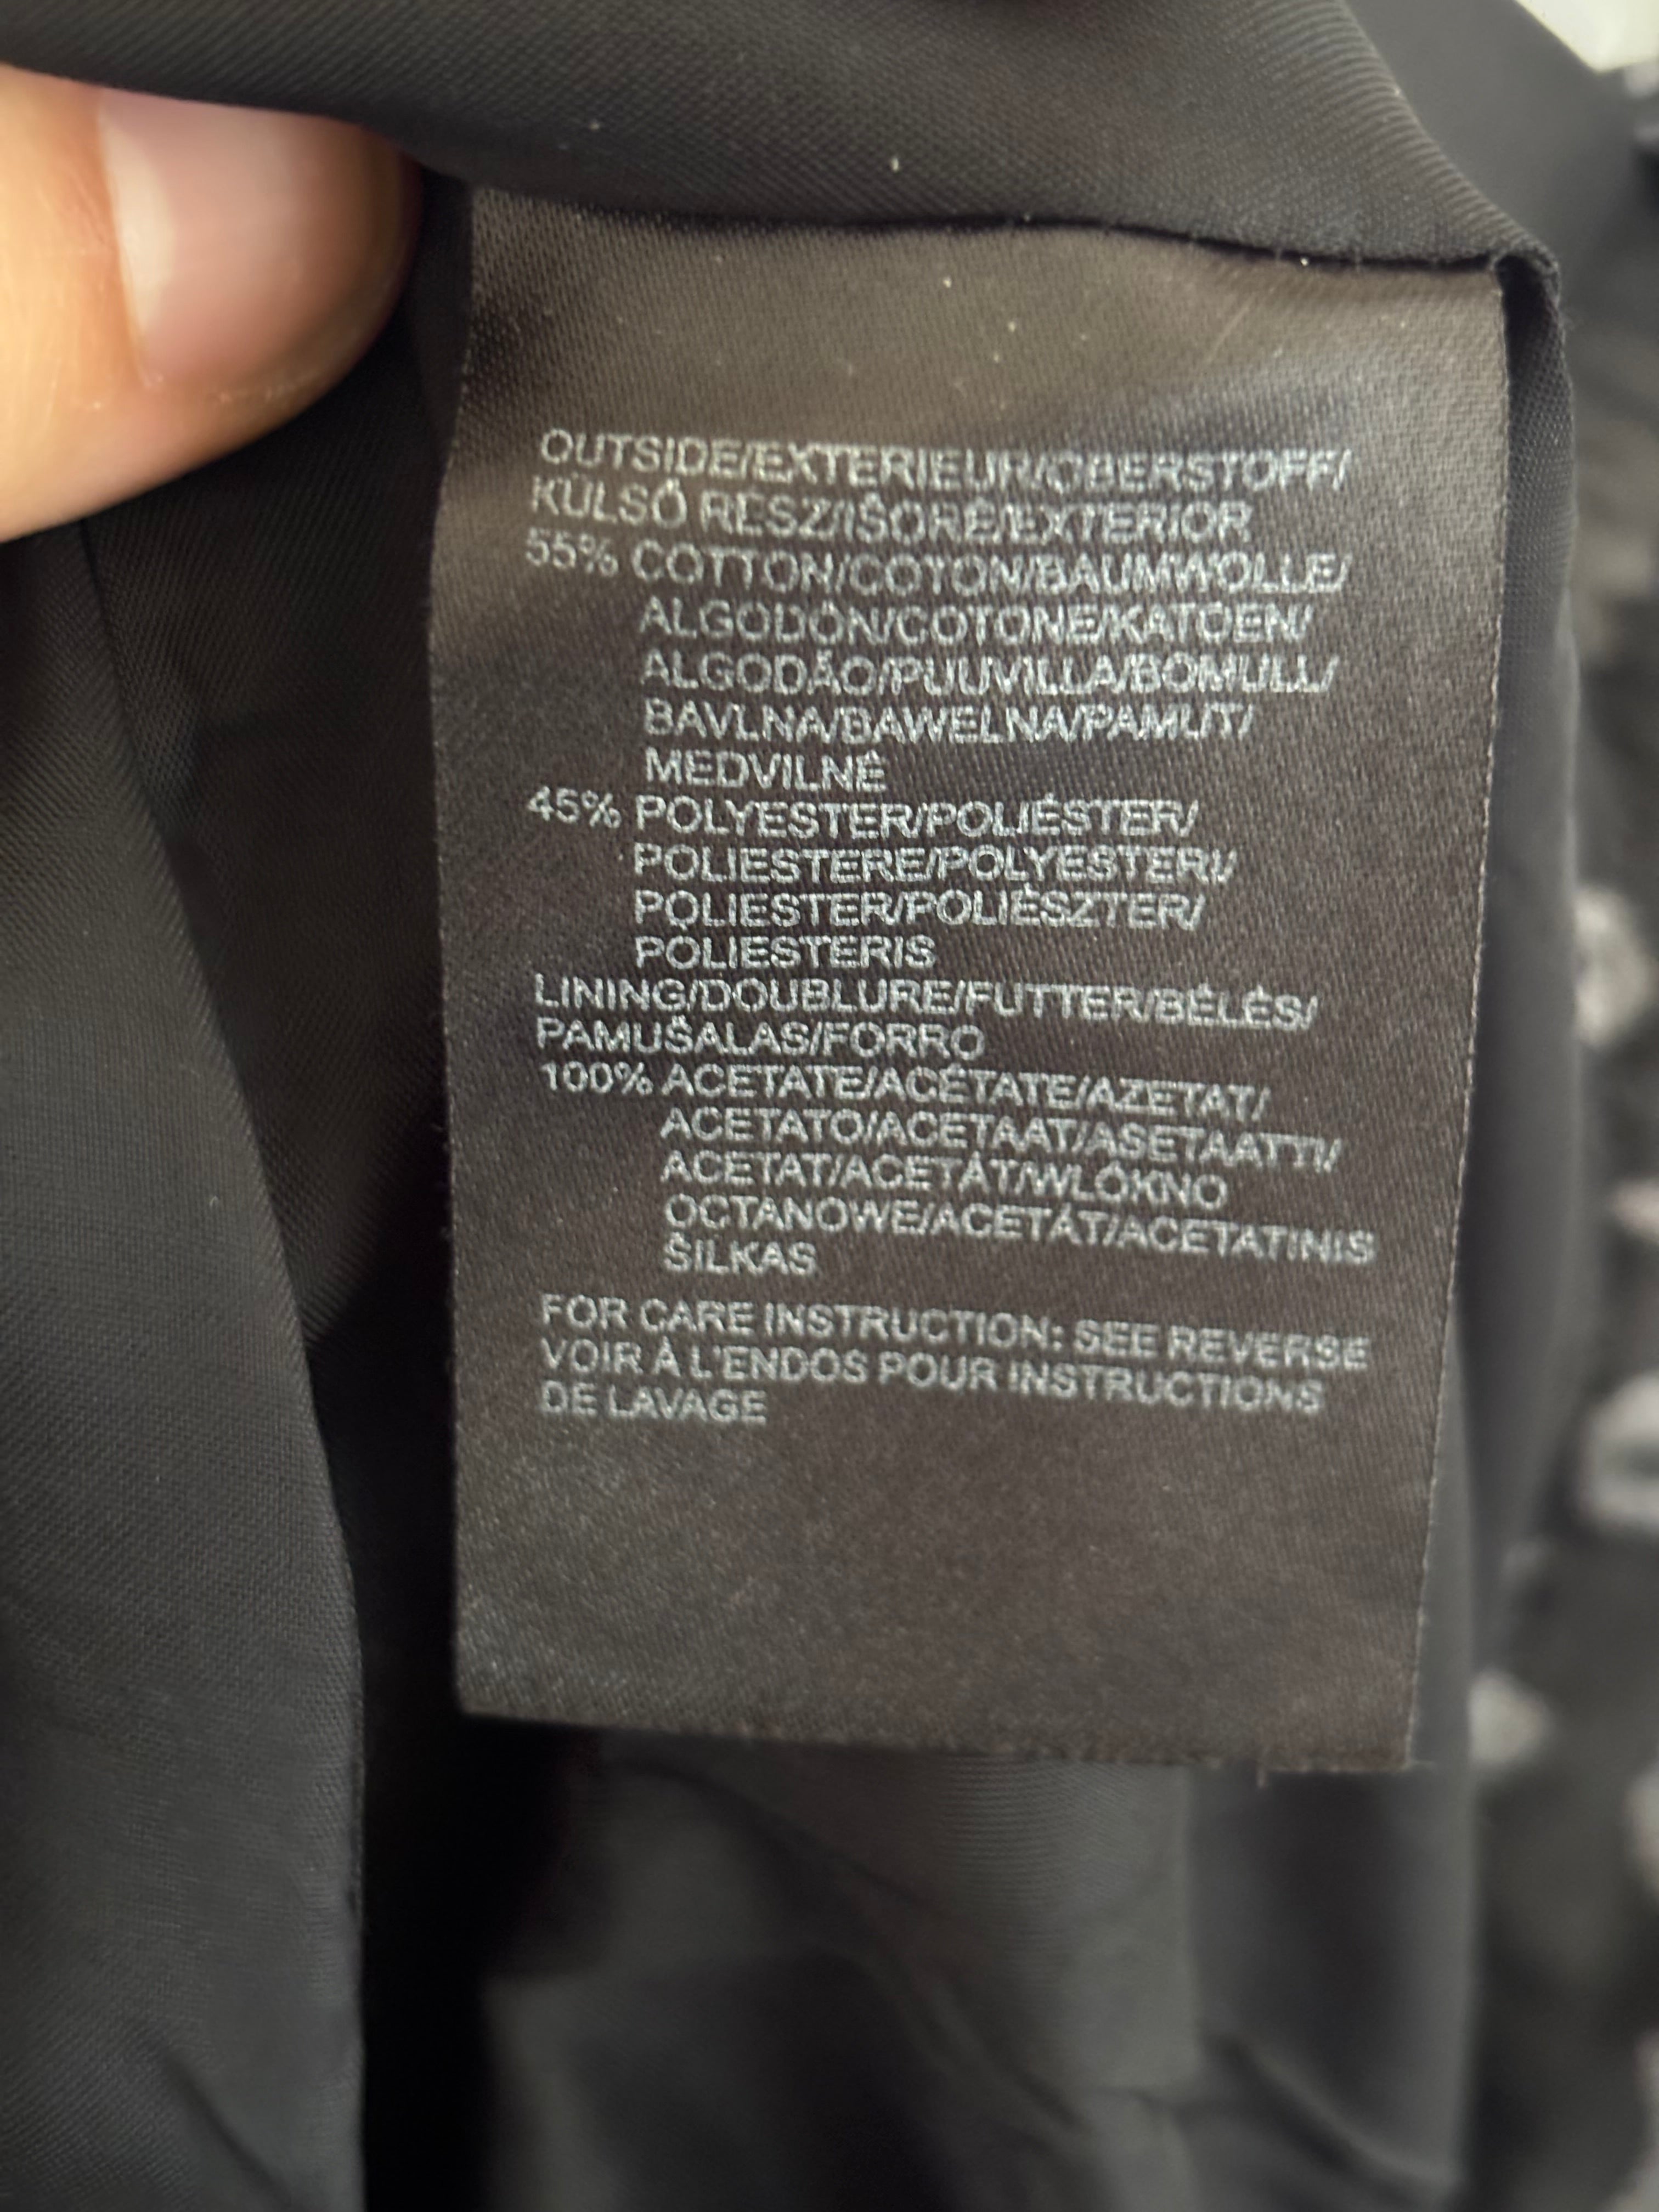 OUTSIDE/EXTERIEUR/OBERSTOFF/
KÜLSŐ RÉSZ/IŠORĖ/EXTERIOR
55% COTTON/COTON/BAUMWOLLE/
ALGODÓN/COTONE/KATOEN/
ALGODÃO/PUUVILLA/BOMULL/
BAVLNA/BAWEŁNA/PAMUT/
MEDVILNĖ
45% POLYESTER/POLIÉSTER/
POLIESTERE/POLYESTERI/
POLIESTER/POLIÉSZTER/
POLIESTERIS
LINING/DOUBLURE/FUTTER/BÉLÉS/
PAMUŠALAS/FORRO
100% ACETATE/ACÉTATE/AZETAT/
ACETATO/ACETAAT/ASETAATTI/
ACETAT/ACETÁT/WLÓKNO
OCTANOWE/ACETÁT/ACETATINIS
ŠILKAS
FOR CARE INSTRUCTION: SEE REVERSE
VOIR À L'ENDOS POUR INSTRUCTIONS
DE LAVAGE